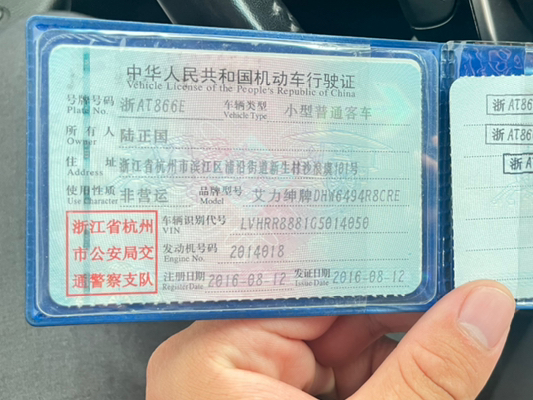 中华人民共和国机动车行驶证
Vehicle License of the People's Republic of China
号牌号码 Plate No. 浙AT866E 车辆类型 Vehicle Type 小型普通客车
所有人 Owner 陆正国
住址 Address 浙江省杭州市滨江区浦沿街道新生林沙浪滨181号
使用性质 Use Character 非营运 品牌型号 Model 艾力绅牌DHW6494R8CRE
浙江省杭州
市公安局交
通警察支队
车辆识别代号 VIN LVHRR8881G5014050
发动机号码 Engine No. 2014018
注册日期 Register Date 2016-08-12 发证日期 Issue Date 2016-08-12
浙AT86
浙AT86
浙A